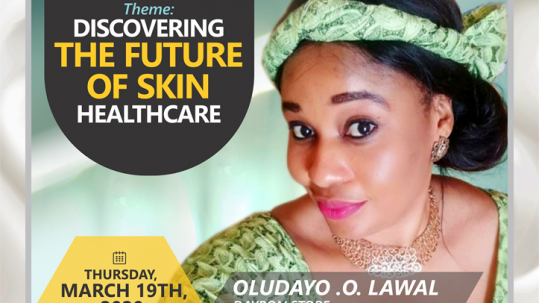 Theme:
DISCOVERING
THE FUTURE
OF SKIN
HEALTHCARE
THURSDAY,
MARCH 19TH,
OLUDAYO .O. LAWAL